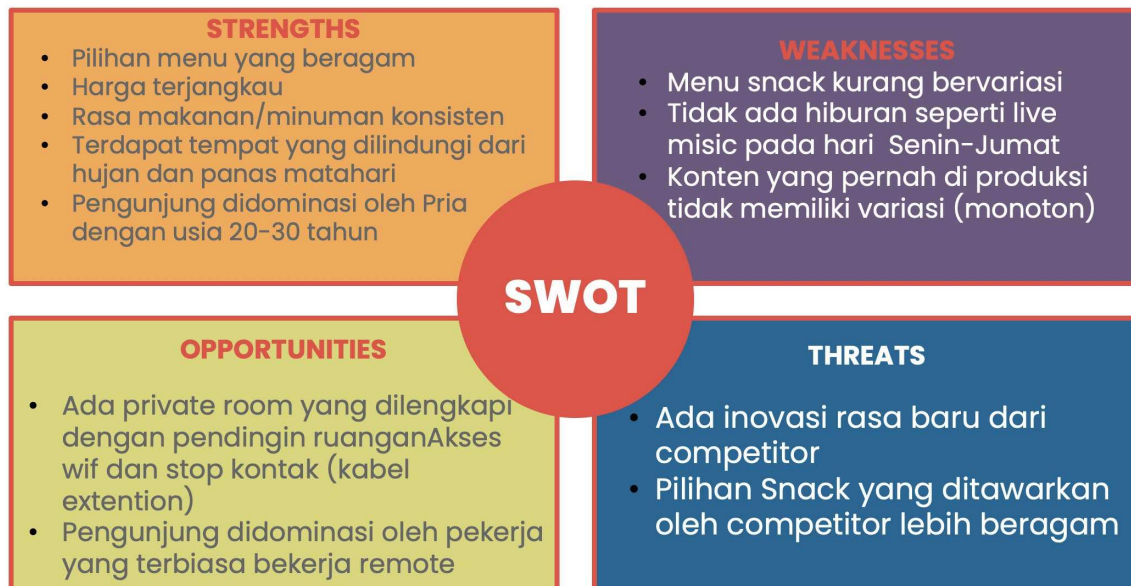 STRENGTHS
• Pilihan menu yang beragam
• Harga terjangkau
• Rasa makanan/minuman konsisten
• Terdapat tempat yang dilindungi dari
hujan dan panas matahari
• Pengunjung didominasi oleh Pria
dengan usia 20-30 tahun
WEAKNESSES
• Menu snack kurang bervariasi
• Tidak ada hiburan seperti live
misic pada hari Senin-Jumat
• Konten yang pernah di produksi
tidak memiliki variasi (monoton)
SWOT
OPPORTUNITIES
• Ada private room yang dilengkapi
dengan pendingin ruanganAkses
wif dan stop kontak (kabel
extention)
• Pengunjung didominasi oleh pekerja
yang terbiasa bekerja remote
THREATS
• Ada inovasi rasa baru dari
competitor
• Pilihan Snack yang ditawarkan
oleh competitor lebih beragam